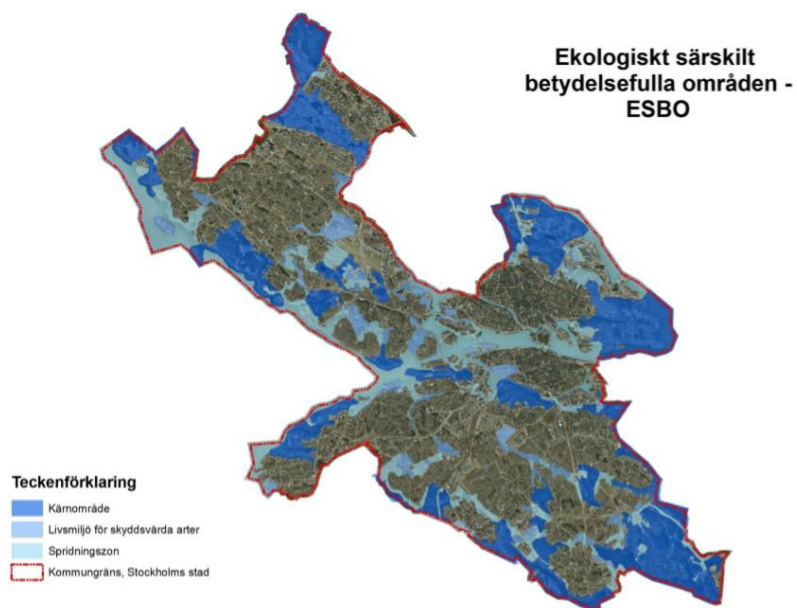 Ekologiskt särskilt
betydelsefulla områden -
ESBO
Teckenförklaring
Kärnområde
Livsmiljö för skyddsvärda arter
Spridningszon
Kommungräns, Stockholms stad